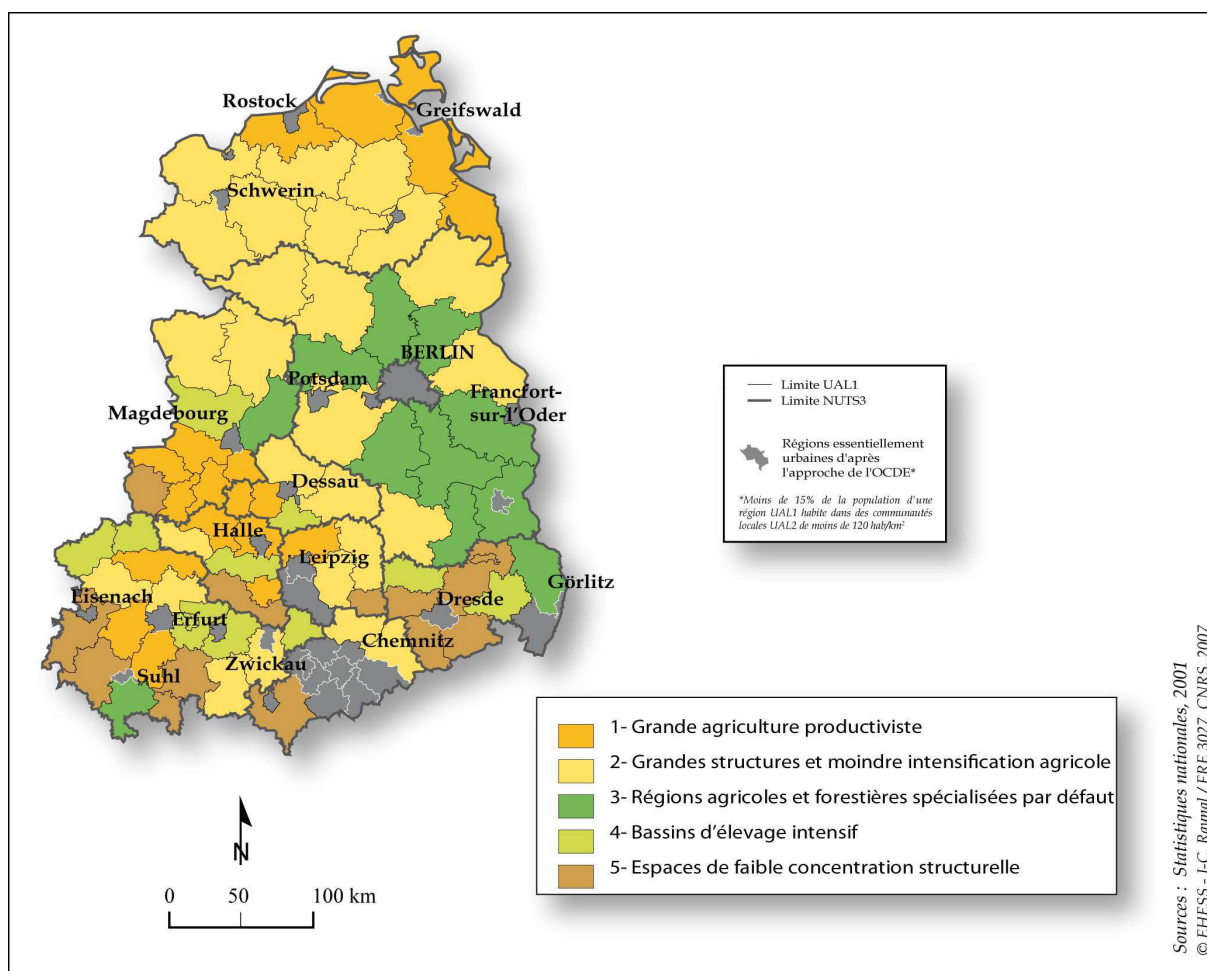 Rostock
Greifswald
Schwerin
BERLIN
Potsdam
Francfort-
sur-l'Oder
Magdebourg
Dessau
Halle
Leipzig
Görlitz
Eisenach
Dresde
Erfurt
Chemnitz
Zwickau
Suhl
Limite UAL1
Limite NUTS3
Régions essentiellement
urbaines d'après
l'approche de l'OCDE*
*Moins de 15% de la population d'une
région UAL1 habite dans des communautés
locales UAL2 de moins de 120 hab/km²
1- Grande agriculture productiviste
2- Grandes structures et moindre intensification agricole
3- Régions agricoles et forestières spécialisées par défaut
4- Bassins d'élevage intensif
5- Espaces de faible concentration structurelle
N
0 50 100 km
Sources : Statistiques nationales, 2001
© EHESS - J-C. Raynal / FRE 3027 CNRS, 2007